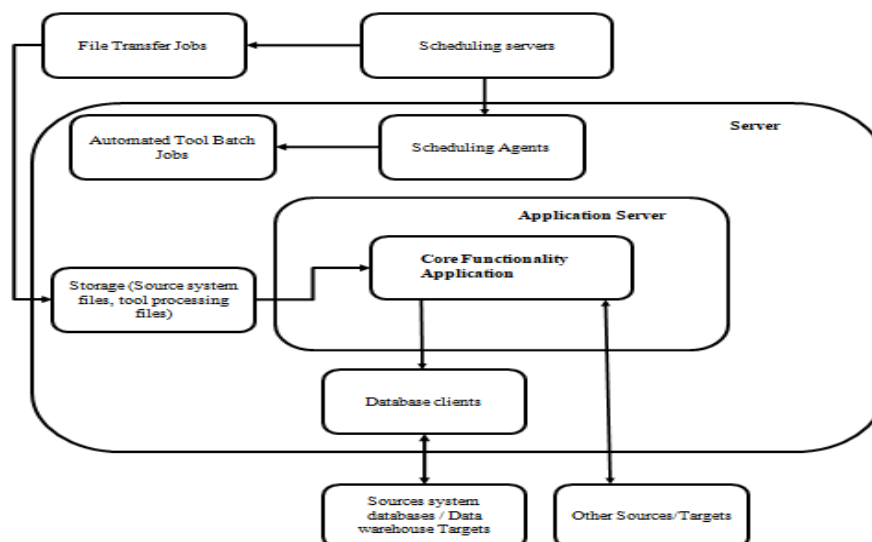 File Transfer Jobs
Scheduling servers
Server
Automated Tool Batch
Jobs
Scheduling Agents
Application Server
Core Functionality
Application
Storage (Source system
files, tool processing
files)
Database clients
Sources system
databases / Data
warehouse Targets
Other Sources/Targets